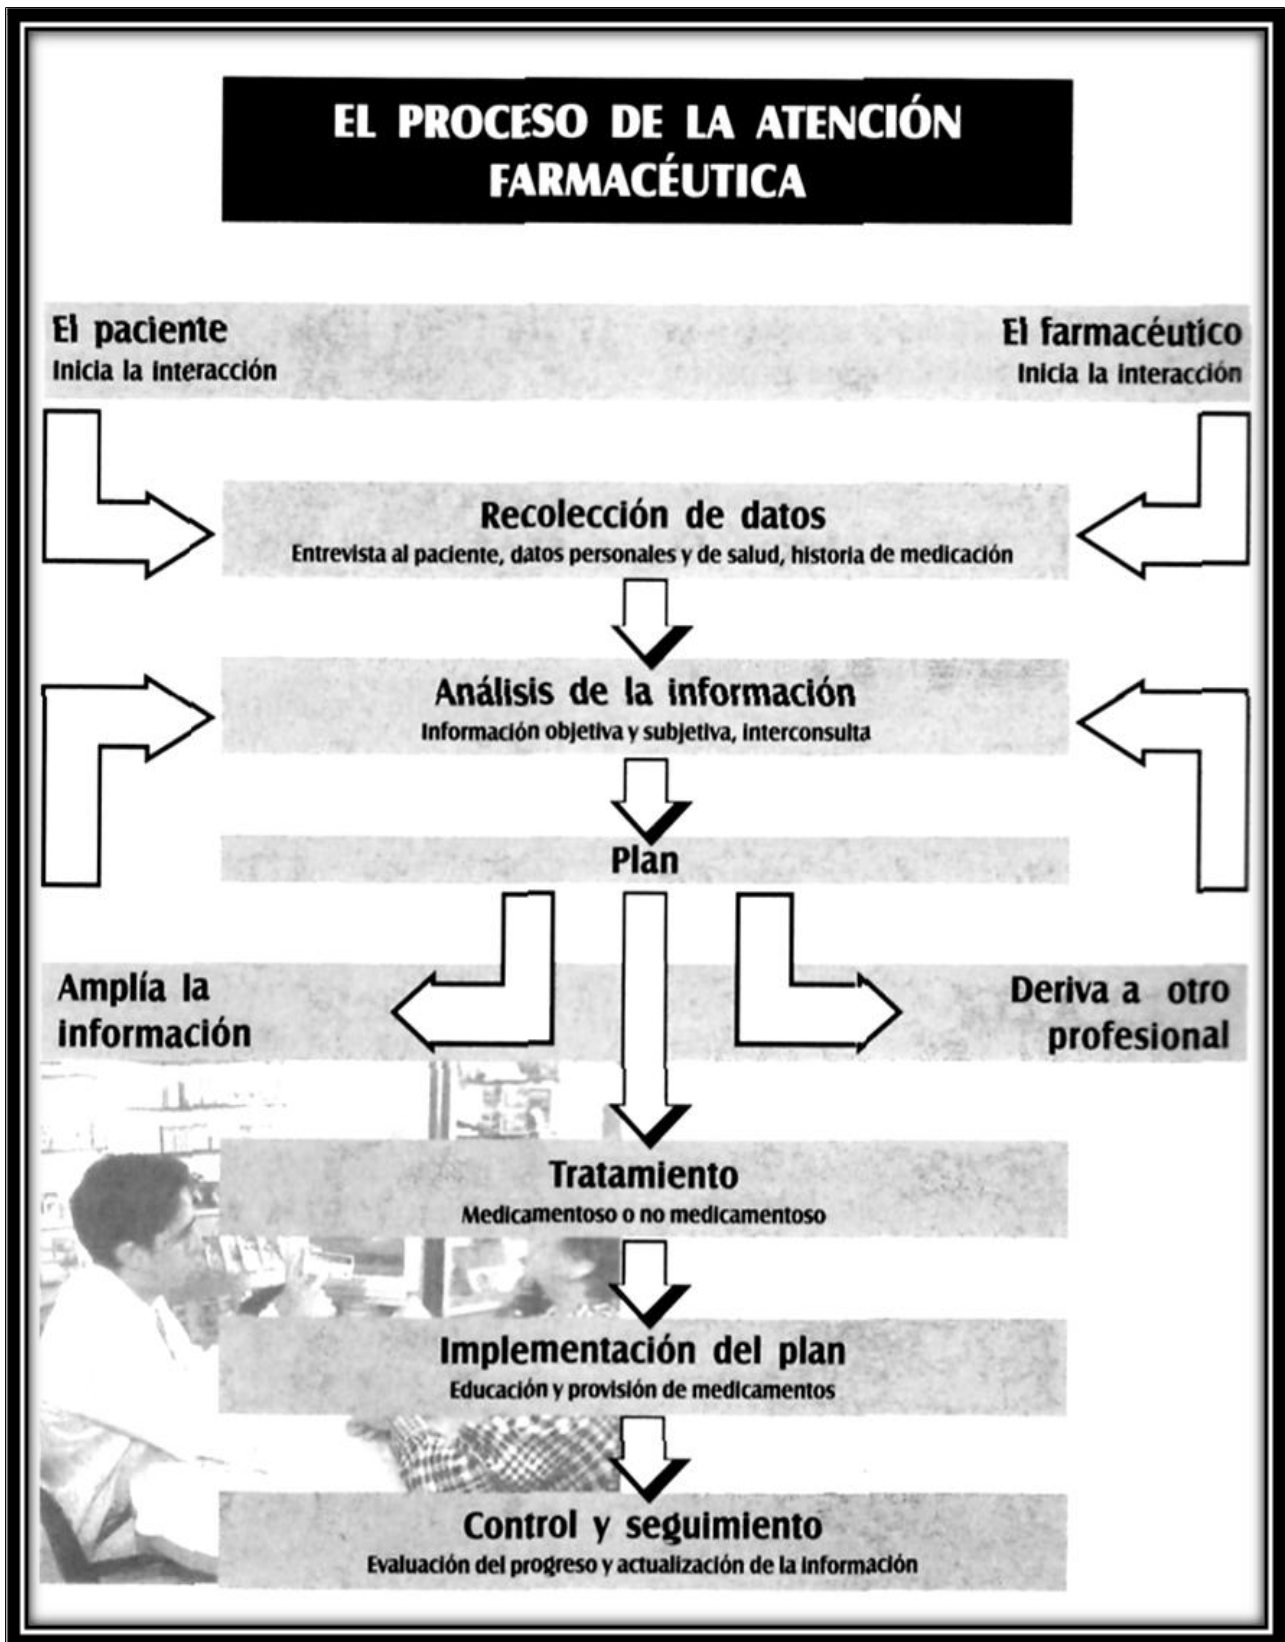 EL PROCESO DE LA ATENCIÓN
FARMACÉUTICA
El paciente
Inicia la interacción
El farmacéutico
Inicia la interacción
Recolección de datos
Entrevista al paciente, datos personales y de salud, historia de medicación
Análisis de la información
Información objetiva y subjetiva, interconsulta
Plan
Amplía la
información
Deriva a otro
profesional
Tratamiento
Medicamentoso o no medicamentoso
Implementación del plan
Educación y provisión de medicamentos
Control y seguimiento
Evaluación del progreso y actualización de la información